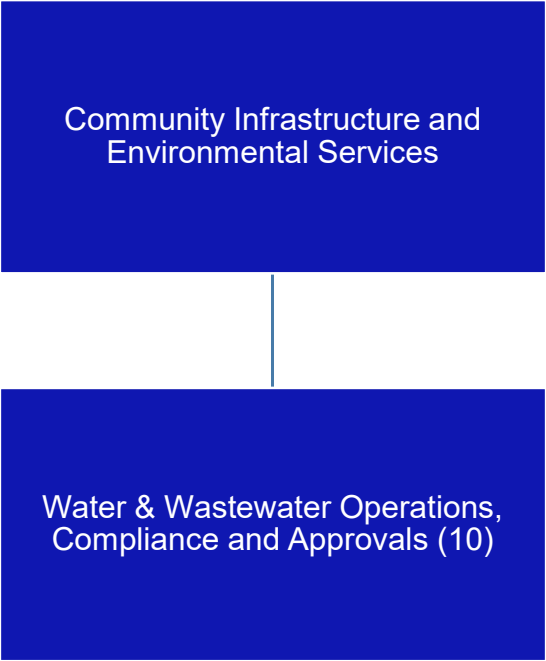 Community Infrastructure and
Environmental Services
Water & Wastewater Operations,
Compliance and Approvals (10)